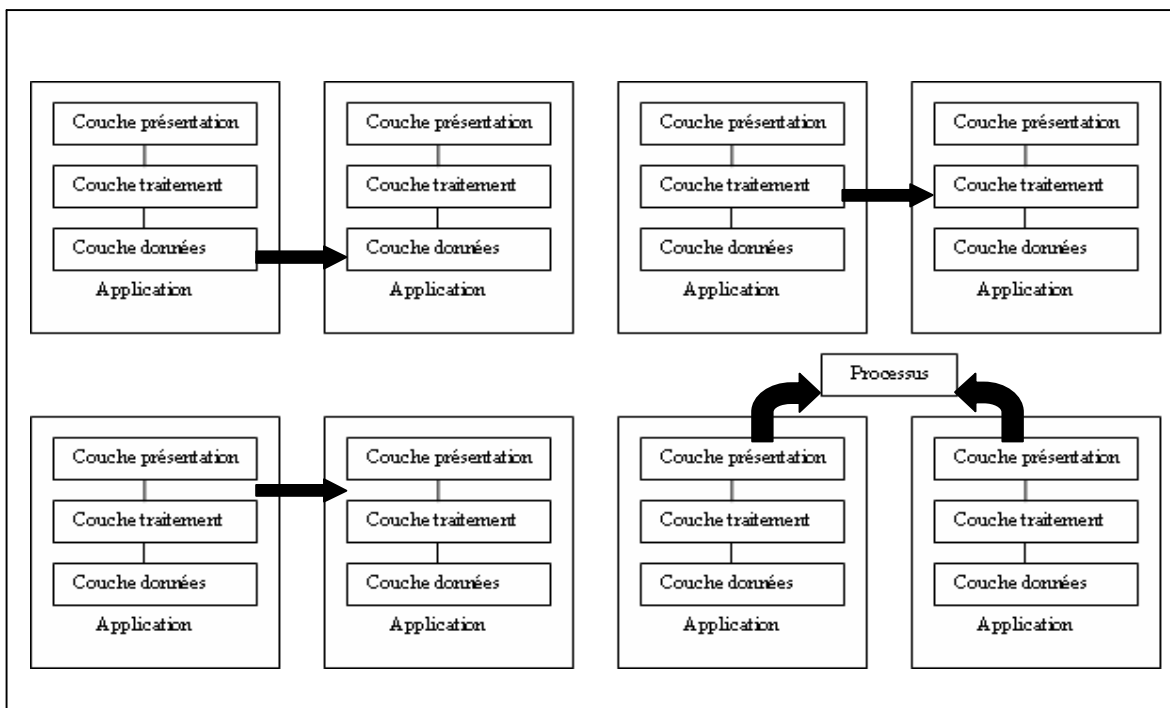 Couche présentation
Couche traitement
Couche données
Application
Couche présentation
Couche traitement
Couche données
Application
Couche présentation
Couche traitement
Couche données
Application
Couche présentation
Couche traitement
Couche données
Application
Couche présentation
Couche traitement
Couche données
Application
Couche présentation
Couche traitement
Couche données
Application
Processus
Couche présentation
Couche traitement
Couche données
Application
Couche présentation
Couche traitement
Couche données
Application